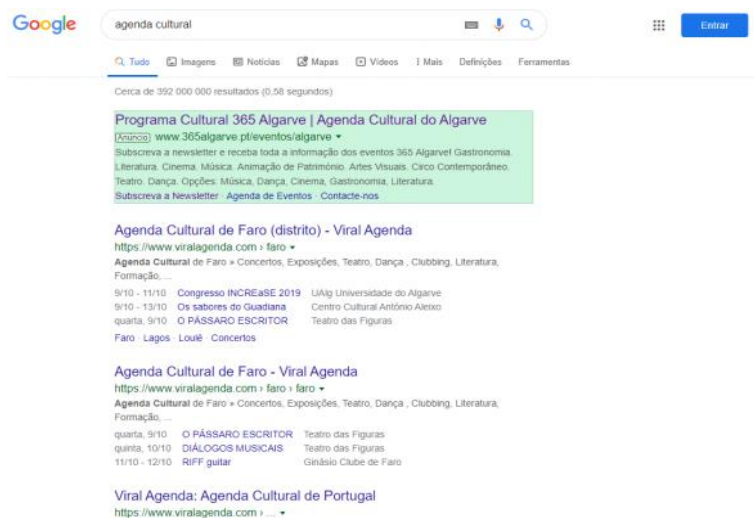 Google
agenda cultural
Entrar
Tudo Imagens Notícias Mapas Vídeos Mais Definições Ferramentas
Cerca de 392 000 000 resultados (0,58 segundos)
Programa Cultural 365 Algarve | Agenda Cultural do Algarve
Anúncio www.365algarve.pt/eventos/algarve
Subscreva a newsletter e receba toda a informação dos eventos 365 Algarve! Gastronomia.
Literatura. Cinema. Música. Animação de Património. Artes Visuais. Circo Contemporâneo.
Teatro. Dança. Opções: Música, Dança, Cinema, Gastronomia, Literatura.
Subscreva a Newsletter · Agenda de Eventos · Contacte-nos
Agenda Cultural de Faro (distrito) - Viral Agenda
https://www.viralagenda.com › faro
Agenda Cultural de Faro » Concertos, Exposições, Teatro, Dança , Clubbing, Literatura,
Formação, ...
9/10 - 11/10 Congresso INCREaSE 2019 UAlg Universidade do Algarve
9/10 - 13/10 Os sabores do Guadiana Centro Cultural António Aleixo
quarta, 9/10 O PÁSSARO ESCRITOR Teatro das Figuras
Faro · Lagos · Loulé · Concertos
Agenda Cultural de Faro - Viral Agenda
https://www.viralagenda.com › faro › faro
Agenda Cultural de Faro » Concertos, Exposições, Teatro, Dança , Clubbing, Literatura,
Formação, ...
quarta, 9/10 O PÁSSARO ESCRITOR Teatro das Figuras
quinta, 10/10 DIÁLOGOS MUSICAIS Teatro das Figuras
11/10 - 12/10 RIFF guitar Ginásio Clube de Faro
Viral Agenda: Agenda Cultural de Portugal
https://www.viralagenda.com › ...